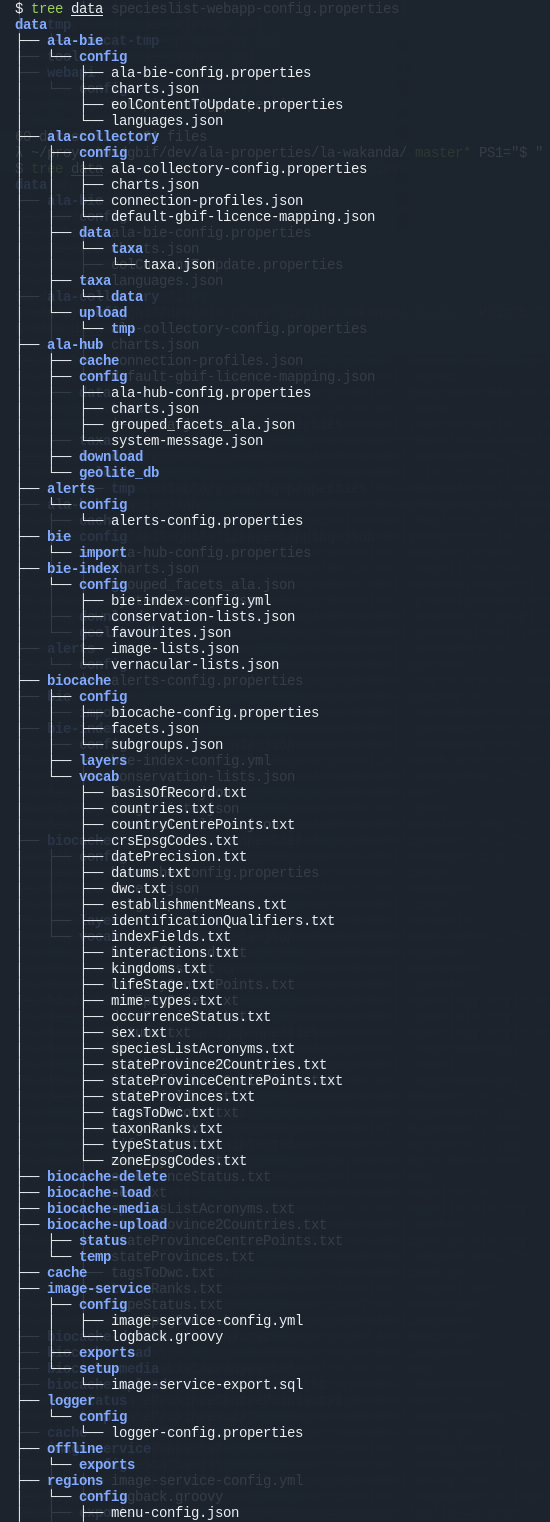 $ tree data
data
├── ala-bie
│   └── config
│       ├── ala-bie-config.properties
│       ├── charts.json
│       ├── eolContentToUpdate.properties
│       └── languages.json
├── ala-collectory
│   ├── config
│   │   ├── ala-collectory-config.properties
│   │   ├── charts.json
│   │   ├── connection-profiles.json
│   │   └── default-gbif-licence-mapping.json
│   ├── data
│   │   └── taxa
│   │       └── taxa.json
│   ├── taxa
│   │   └── data
│   └── upload
│       └── tmp
├── ala-hub
│   ├── cache
│   ├── config
│   │   ├── ala-hub-config.properties
│   │   ├── charts.json
│   │   ├── grouped_facets_ala.json
│   │   └── system-message.json
│   ├── download
│   └── geolite_db
├── alerts
│   └── config
│       └── alerts-config.properties
├── bie
│   └── import
├── bie-index
│   └── config
│       ├── bie-index-config.yml
│       ├── conservation-lists.json
│       ├── favourites.json
│       ├── image-lists.json
│       └── vernacular-lists.json
├── biocache
│   ├── config
│   │   ├── biocache-config.properties
│   │   ├── facets.json
│   │   └── subgroups.json
│   ├── layers
│   └── vocab
│       ├── basisOfRecord.txt
│       ├── countries.txt
│       ├── countryCentrePoints.txt
│       ├── crsEpsgCodes.txt
│       ├── datePrecision.txt
│       ├── datums.txt
│       ├── dwc.txt
│       ├── establishmentMeans.txt
│       ├── identificationQualifiers.txt
│       ├── indexFields.txt
│       ├── interactions.txt
│       ├── kingdoms.txt
│       ├── lifeStage.txt
│       ├── mime-types.txt
│       ├── occurrenceStatus.txt
│       ├── sex.txt
│       ├── speciesListAcronyms.txt
│       ├── stateProvince2Countries.txt
│       ├── stateProvinceCentrePoints.txt
│       ├── stateProvinces.txt
│       ├── tagsToDwc.txt
│       ├── taxonRanks.txt
│       ├── typeStatus.txt
│       └── zoneEpsgCodes.txt
├── biocache-delete
├── biocache-load
├── biocache-media
├── biocache-upload
│   ├── status
│   └── temp
├── cache
├── image-service
│   ├── config
│   │   ├── image-service-config.yml
│   │   └── logback.groovy
│   ├── exports
│   └── setup
│       └── image-service-export.sql
├── logger
│   └── config
│       └── logger-config.properties
├── offline
│   └── exports
├── regions
│   └── config
│       ├── menu-config.json